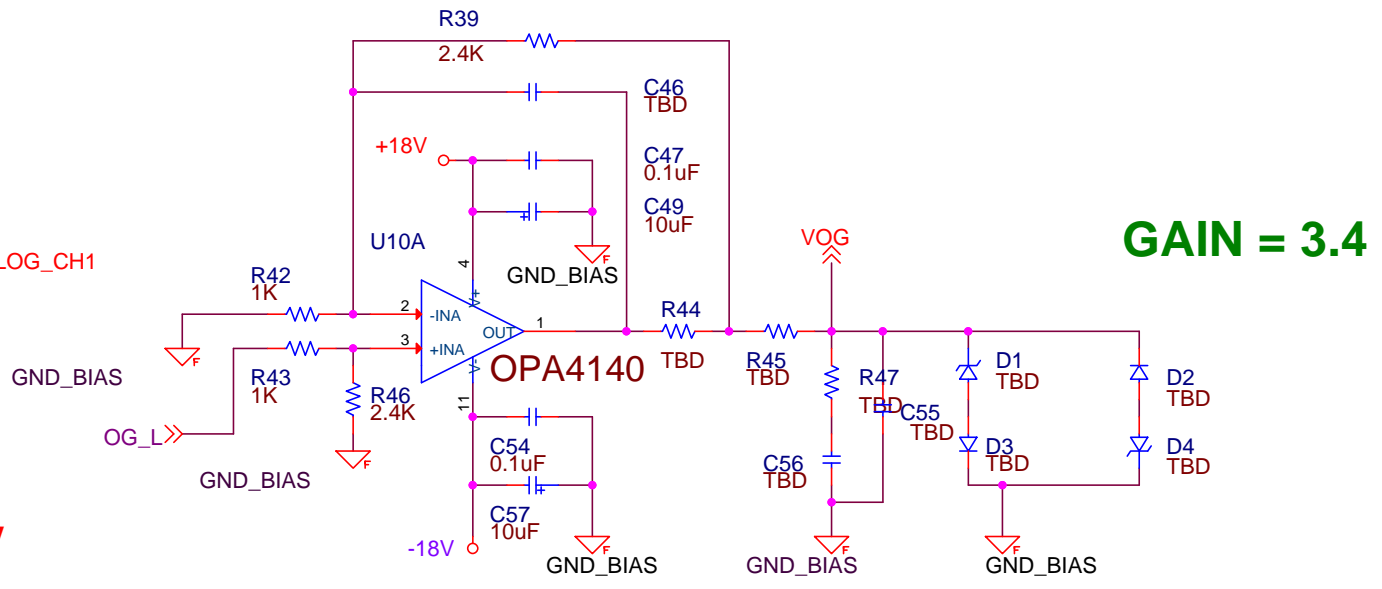 R39
2.4K
C46
TBD
+18V
C47
0.1uF
C49
10uF
U10A
VOG
GAIN = 3.4
LOG_CH1
4
V+
GND_BIAS
R42
1K
2
-INA
OUT
1
R44
TBD
3
+INA
V-
OPA4140
R45
TBD
D1
TBD
D2
TBD
GND_BIAS
R43
1K
R46
2.4K
11
R47
TBD
C55
TBD
OG_L
C54
0.1uF
C56
TBD
D3
TBD
D4
TBD
GND_BIAS
C57
10uF
-18V
GND_BIAS
GND_BIAS
GND_BIAS
F
F
F
F
F
F